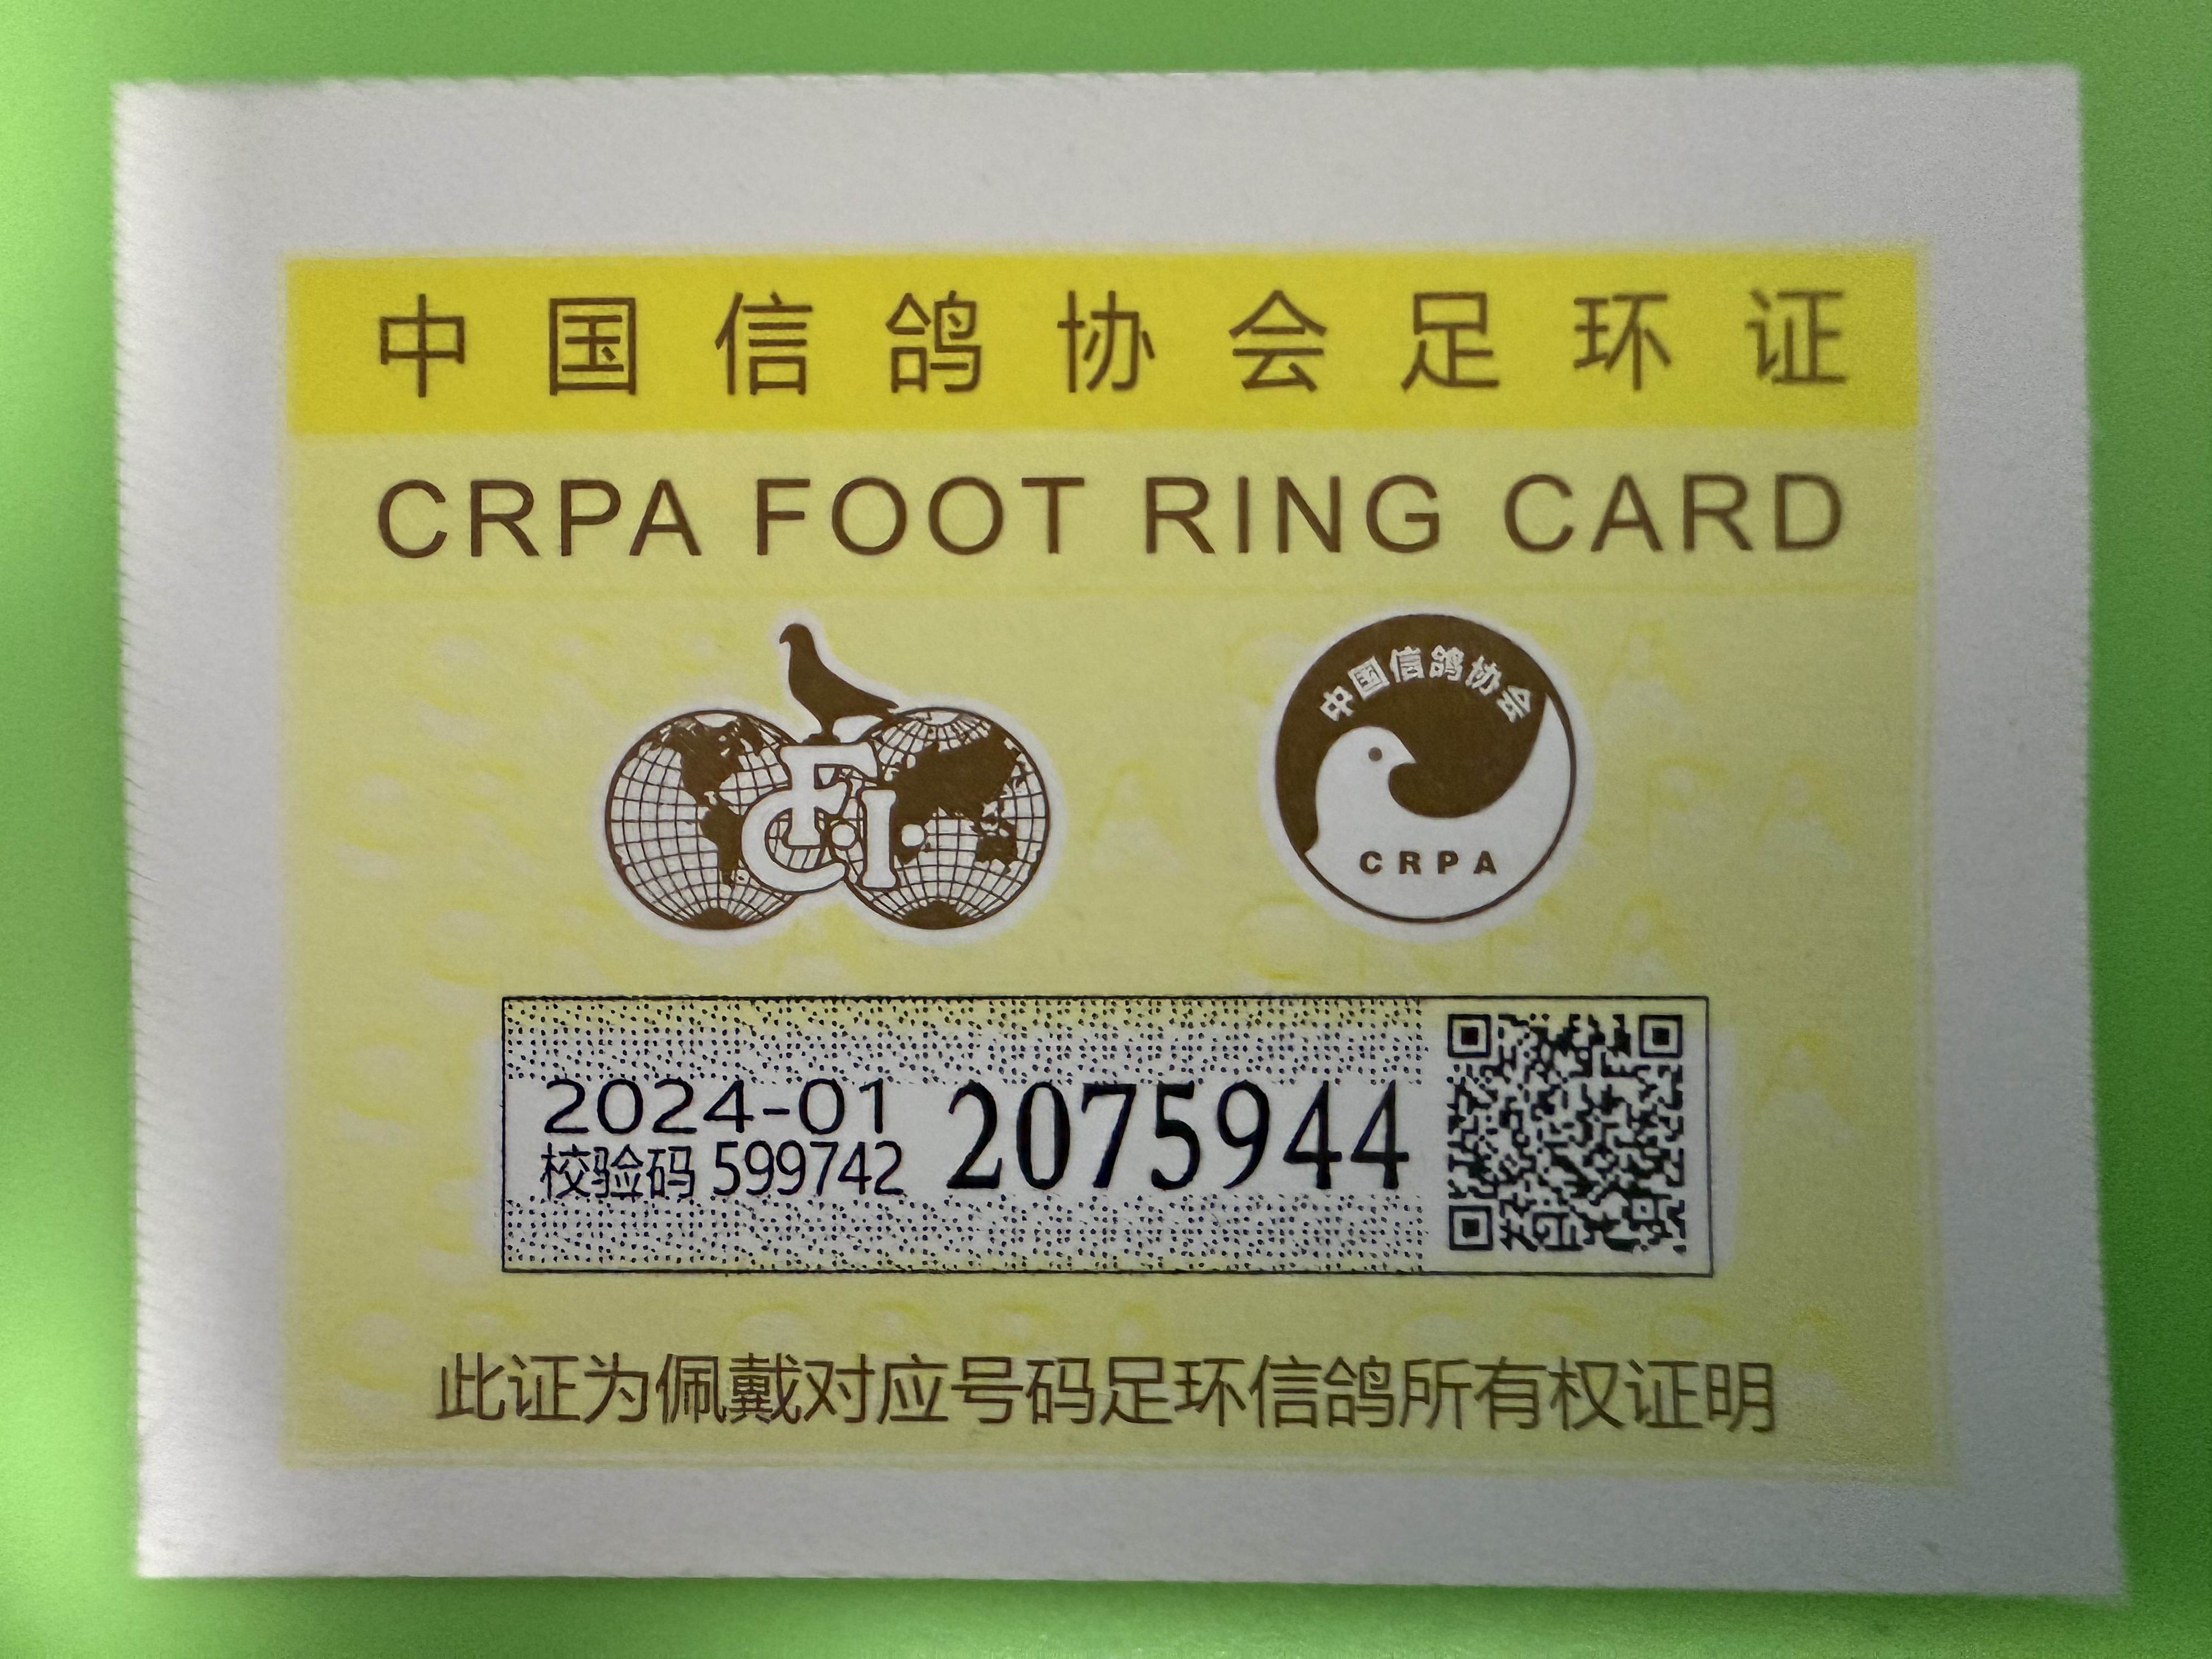 中国信鸽协会足环证
CRPA FOOT RING CARD
FCI
中国信鸽协会
CRPA
2024-01
校验码 599742
2075944
此证为佩戴对应号码足环信鸽所有权证明